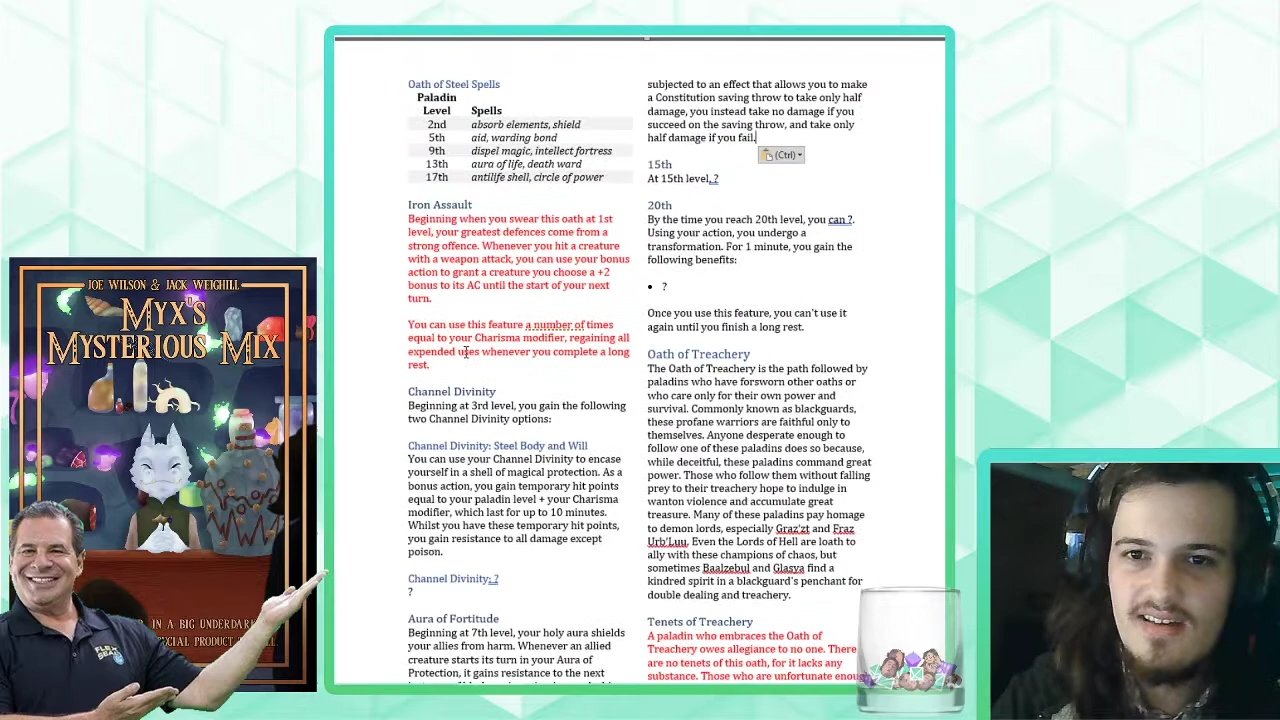 JOE WILSON & JACK WEIGHILL
MYX'S
MYSTERIOUS MIX
IN A BIG UNDERDARK
SPECIAL PRODUCT
FLEX
SEAL
Oath of Steel Spells
Paladin
Level Spells
2nd absorb elements, shield
5th aid, warding bond
9th dispel magic, intellect fortress
13th aura of life, death ward
17th antilife shell, circle of power
Iron Assault
Beginning when you swear this oath at 1st
level, your greatest defences come from a
strong offence. Whenever you hit a creature
with a weapon attack, you can use your bonus
action to grant a creature you choose a +2
bonus to its AC until the start of your next
turn.
You can use this feature a number of times
equal to your Charisma modifier, regaining all
expended uses whenever you complete a long
rest.
Channel Divinity
Beginning at 3rd level, you gain the following
two Channel Divinity options:
Channel Divinity: Steel Body and Will
You can use your Channel Divinity to encase
yourself in a shell of magical protection. As a
bonus action, you gain temporary hit points
equal to your paladin level + your Charisma
modifier, which last for up to 10 minutes.
Whilst you have these temporary hit points,
you gain resistance to all damage except
poison.
Channel Divinity: ?
?
Aura of Fortitude
Beginning at 7th level, your holy aura shields
your allies from harm. Whenever an allied
creature starts its turn in your Aura of
Protection, it gains resistance to the next
subjected to an effect that allows you to make
a Constitution saving throw to take only half
damage, you instead take no damage if you
succeed on the saving throw, and take only
half damage if you fail.
(Ctrl)
15th
At 15th level, ?
20th
By the time you reach 20th level, you can ?.
Using your action, you undergo a
transformation. For 1 minute, you gain the
following benefits:
• ?
Once you use this feature, you can't use it
again until you finish a long rest.
Oath of Treachery
The Oath of Treachery is the path followed by
paladins who have forsworn other oaths or
who care only for their own power and
survival. Commonly known as blackguards,
these profane warriors are faithful only to
themselves. Anyone desperate enough to
follow one of these paladins does so because,
while deceitful, these paladins command great
power. Those who follow them without falling
prey to their treachery hope to indulge in
wanton violence and accumulate great
treasure. Many of these paladins pay homage
to demon lords, especially Graz'zt and Fraz
Urb'Luu. Even the Lords of Hell are loath to
ally with these champions of chaos, but
sometimes Baalzebul and Glasya find a
kindred spirit in a blackguard's penchant for
double dealing and treachery.
Tenets of Treachery
A paladin who embraces the Oath of
Treachery owes allegiance to no one. There
are no tenets of this oath, for it lacks any
substance. Those who are unfortunate enou